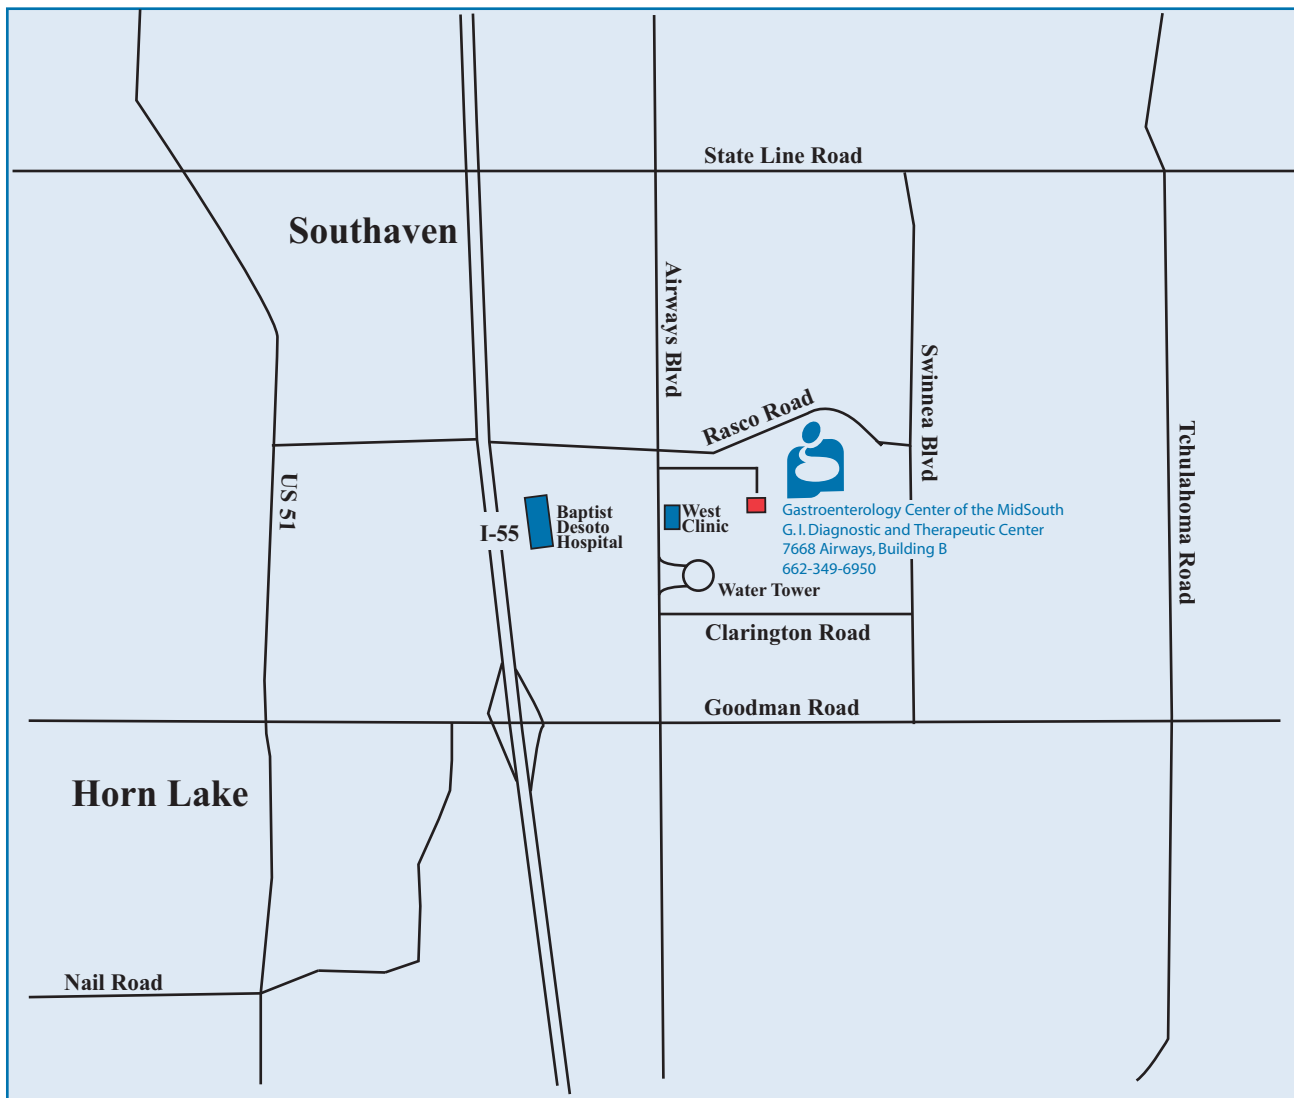 State Line Road
Southaven
Airways Blvd
Swinnea Blvd
Rasco Road
Tchulahoma Road
US 51
I-55
Baptist
Desoto
Hospital
West
Clinic
Gastroenterology Center of the MidSouth
G. I. Diagnostic and Therapeutic Center
7668 Airways, Building B
662-349-6950
Water Tower
Clarington Road
Goodman Road
Horn Lake
Nail Road